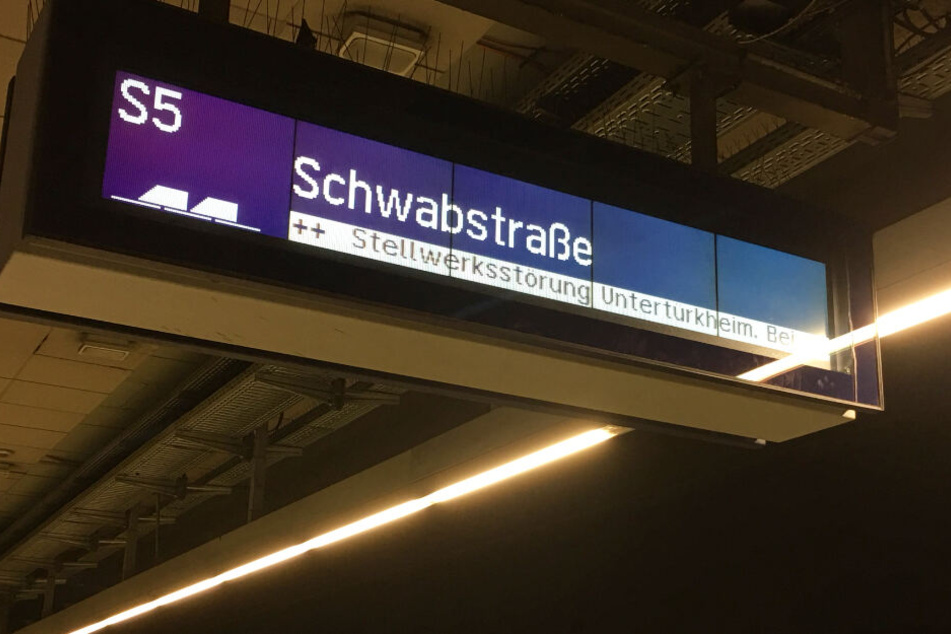 S5
Schwabstraße
++ Stellwerksstörung Unterturkheim. Bei